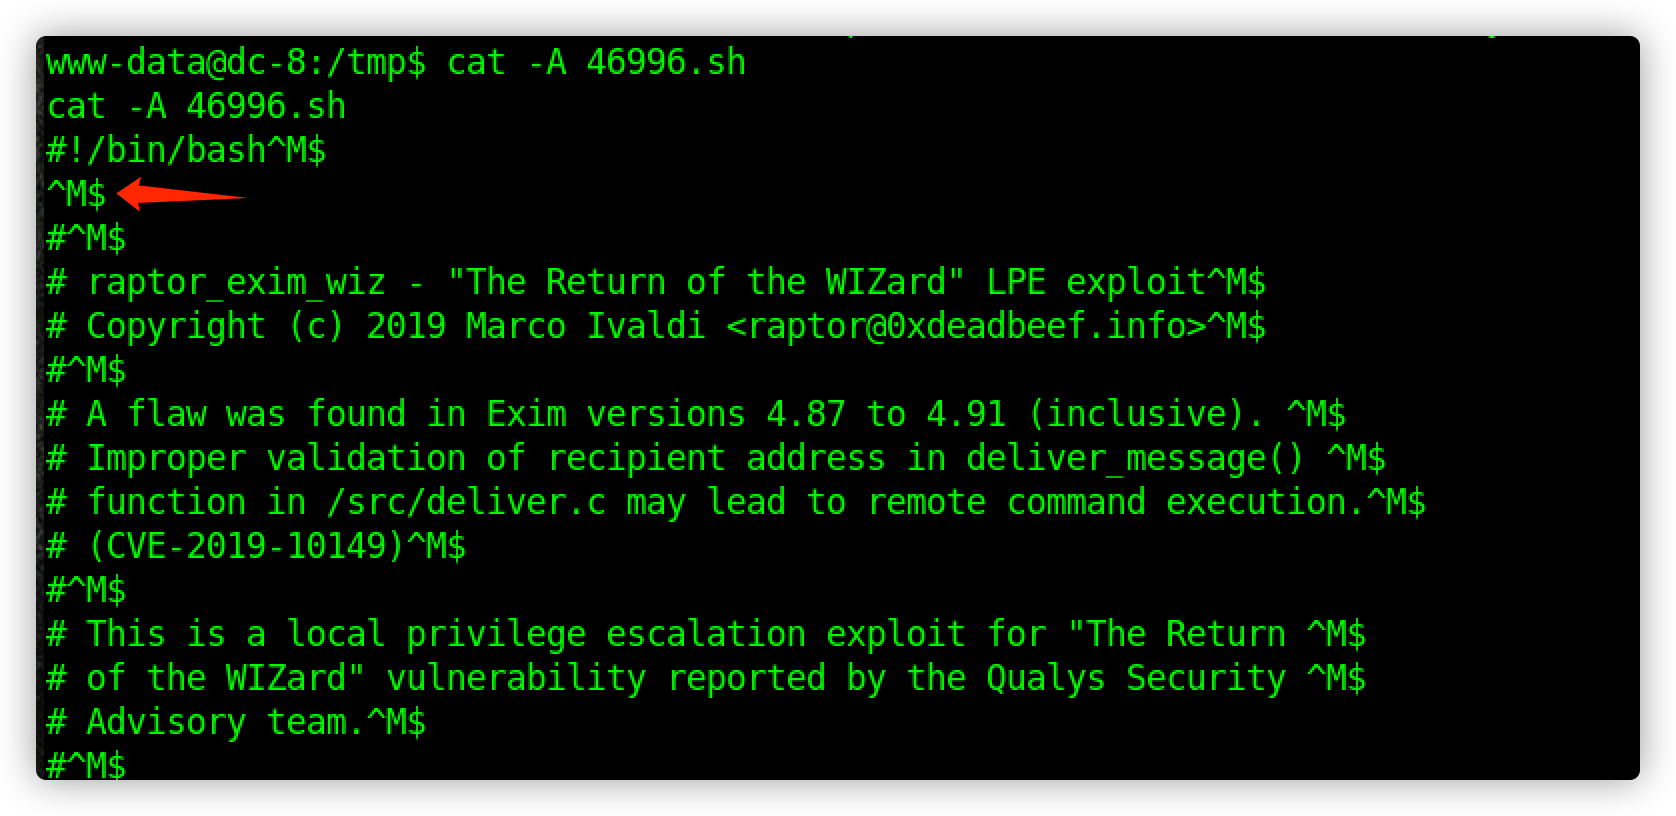 www-data@dc-8:/tmp$ cat -A 46996.sh
cat -A 46996.sh
#!/bin/bash^M$
^M$
#^M$
# raptor_exim_wiz - "The Return of the WIZard" LPE exploit^M$
# Copyright (c) 2019 Marco Ivaldi <raptor@0xdeadbeef.info>^M$
#^M$
# A flaw was found in Exim versions 4.87 to 4.91 (inclusive). ^M$
# Improper validation of recipient address in deliver_message() ^M$
# function in /src/deliver.c may lead to remote command execution.^M$
# (CVE-2019-10149)^M$
#^M$
# This is a local privilege escalation exploit for "The Return ^M$
# of the WIZard" vulnerability reported by the Qualys Security ^M$
# Advisory team.^M$
#^M$